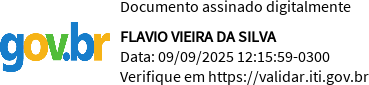 Documento assinado digitalmente
gov.br
FLAVIO VIEIRA DA SILVA
Data: 09/09/2025 12:15:59-0300
Verifique em https://validar.iti.gov.br